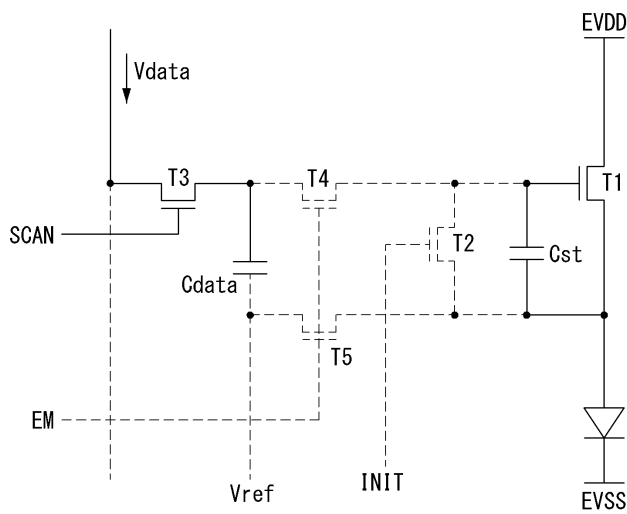 EVDD
Vdata
T3
T4
T1
SCAN
T2
Cdata
Cst
T5
EM
Vref
INIT
EVSS